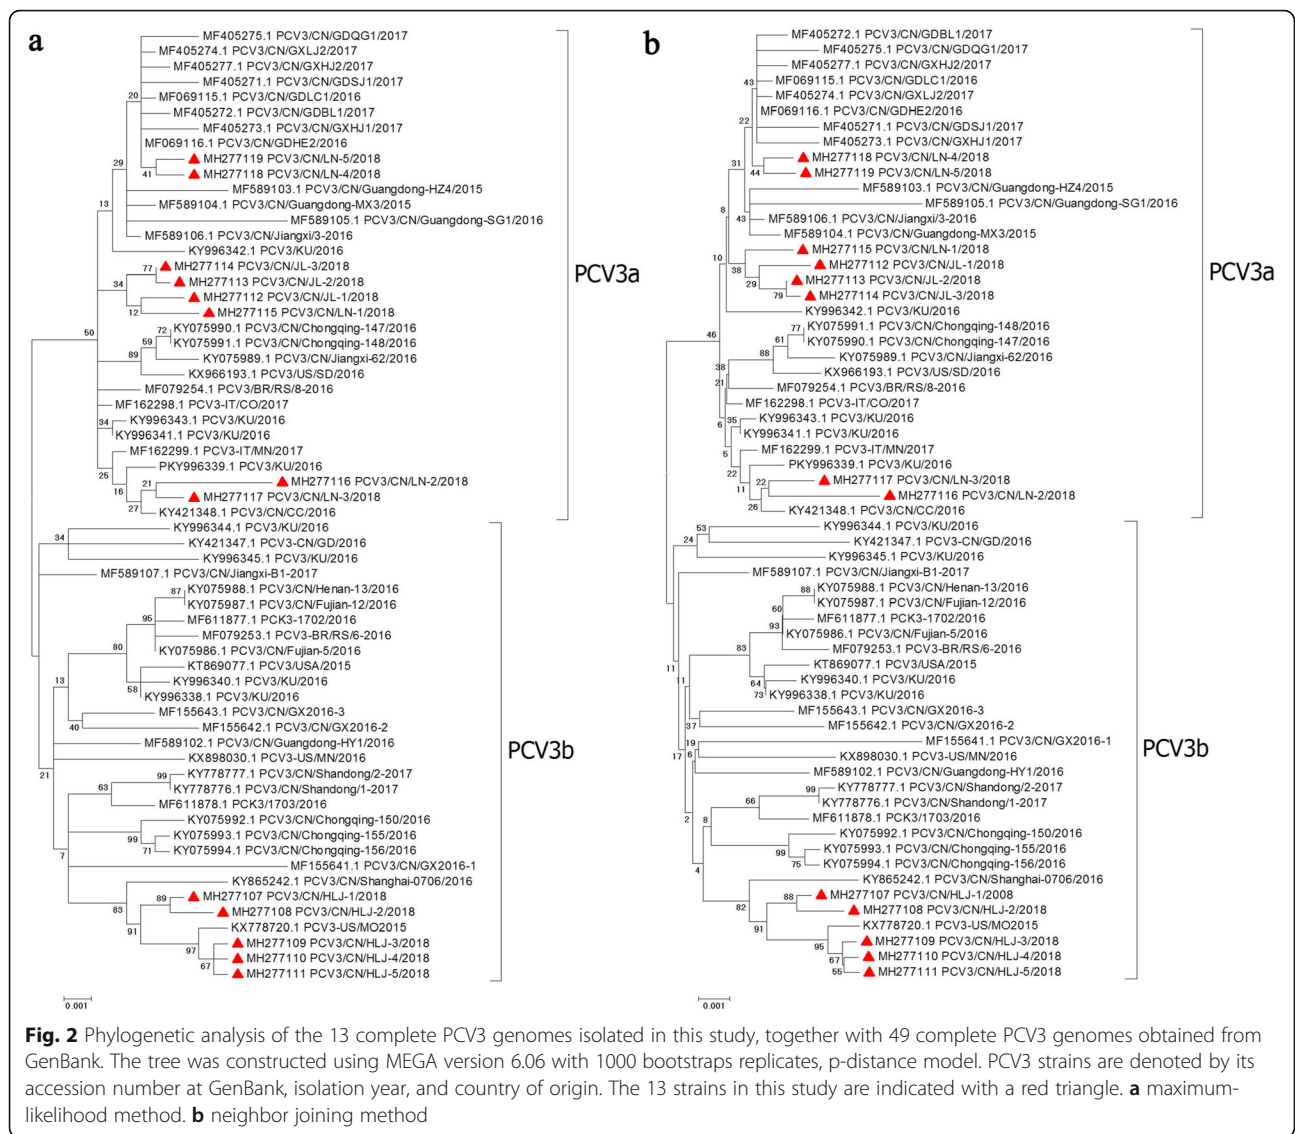 a
MF405275.1 PCV3/CN/GDQG1/2017
MF405274.1 PCV3/CN/GXLJ2/2017
MF405277.1 PCV3/CN/GXHJ2/2017
MF405271.1 PCV3/CN/GDSJ1/2017
20
MF069115.1 PCV3/CN/GDLC1/2016
MF405272.1 PCV3/CN/GDBL1/2017
MF405273.1 PCV3/CN/GXHJ1/2017
MF069116.1 PCV3/CN/GDHE2/2016
29
MH277119 PCV3/CN/LN-5/2018
41
MH277118 PCV3/CN/LN-4/2018
MF589103.1 PCV3/CN/Guangdong-HZ4/2015
13
MF589104.1 PCV3/CN/Guangdong-MX3/2015
MF589105.1 PCV3/CN/Guangdong-SG1/2016
MF589106.1 PCV3/CN/Jiangxi/3-2016
KY996342.1 PCV3/KU/2016
77
MH277114 PCV3/CN/JL-3/2018
34
MH277113 PCV3/CN/JL-2/2018
MH277112 PCV3/CN/JL-1/2018
12
MH277115 PCV3/CN/LN-1/2018
50
72
KY075990.1 PCV3/CN/Chongqing-147/2016
59
KY075991.1 PCV3/CN/Chongqing-148/2016
89
KY075989.1 PCV3/CN/Jiangxi-62/2016
KX966193.1 PCV3/US/SD/2016
MF079254.1 PCV3/BR/RS/8-2016
MF162298.1 PCV3-IT/CO/2017
34
KY996343.1 PCV3/KU/2016
KY996341.1 PCV3/KU/2016
MF162299.1 PCV3-IT/MN/2017
25
PKY996339.1 PCV3/KU/2016
16
21
MH277116 PCV3/CN/LN-2/2018
MH277117 PCV3/CN/LN-3/2018
27
KY421348.1 PCV3/CN/CC/2016
PCV3a
KY996344.1 PCV3/KU/2016
34
KY421347.1 PCV3-CN/GD/2016
KY996345.1 PCV3/KU/2016
MF589107.1 PCV3/CN/Jiangxi-B1-2017
87
KY075988.1 PCV3/CN/Henan-13/2016
KY075987.1 PCV3/CN/Fujian-12/2016
95
MF611877.1 PCK3-1702/2016
MF079253.1 PCV3-BR/RS/6-2016
80
KY075986.1 PCV3/CN/Fujian-5/2016
KT869077.1 PCV3/USA/2015
13
KY996340.1 PCV3/KU/2016
58
KY996338.1 PCV3/KU/2016
MF155643.1 PCV3/CN/GX2016-3
40
MF155642.1 PCV3/CN/GX2016-2
MF589102.1 PCV3/CN/Guangdong-HY1/2016
KX898030.1 PCV3-US/MN/2016
21
99
KY778777.1 PCV3/CN/Shandong/2-2017
63
KY778776.1 PCV3/CN/Shandong/1-2017
MF611878.1 PCK3/1703/2016
KY075992.1 PCV3/CN/Chongqing-150/2016
99
KY075993.1 PCV3/CN/Chongqing-155/2016
71
KY075994.1 PCV3/CN/Chongqing-156/2016
7
MF155641.1 PCV3/CN/GX2016-1
KY865242.1 PCV3/CN/Shanghai-0706/2016
89
MH277107 PCV3/CN/HLJ-1/2018
83
MH277108 PCV3/CN/HLJ-2/2018
91
KX778720.1 PCV3-US/MO2015
MH277109 PCV3/CN/HLJ-3/2018
97
MH277110 PCV3/CN/HLJ-4/2018
67
MH277111 PCV3/CN/HLJ-5/2018
PCV3b
0.001
b
MF405272.1 PCV3/CN/GDBL1/2017
MF405275.1 PCV3/CN/GDQG1/2017
MF405277.1 PCV3/CN/GXHJ2/2017
43
MF069115.1 PCV3/CN/GDLC1/2016
MF405274.1 PCV3/CN/GXLJ2/2017
MF069116.1 PCV3/CN/GDHE2/2016
22
MF405271.1 PCV3/CN/GDSJ1/2017
MF405273.1 PCV3/CN/GXHJ1/2017
31
MH277118 PCV3/CN/LN-4/2018
44
MH277119 PCV3/CN/LN-5/2018
MF589103.1 PCV3/CN/Guangdong-HZ4/2015
8
MF589105.1 PCV3/CN/Guangdong-SG1/2016
43
MF589106.1 PCV3/CN/Jiangxi/3-2016
MF589104.1 PCV3/CN/Guangdong-MX3/2015
MH277115 PCV3/CN/LN-1/2018
10
38
MH277112 PCV3/CN/JL-1/2018
29
MH277113 PCV3/CN/JL-2/2018
79
MH277114 PCV3/CN/JL-3/2018
KY996342.1 PCV3/KU/2016
46
77
KY075991.1 PCV3/CN/Chongqing-148/2016
61
KY075990.1 PCV3/CN/Chongqing-147/2016
88
KY075989.1 PCV3/CN/Jiangxi-62/2016
38
KX966193.1 PCV3/US/SD/2016
21
MF079254.1 PCV3/BR/RS/8-2016
MF162298.1 PCV3-IT/CO/2017
6
35
KY996343.1 PCV3/KU/2016
KY996341.1 PCV3/KU/2016
5
MF162299.1 PCV3-IT/MN/2017
22
PKY996339.1 PCV3/KU/2016
11
22
MH277117 PCV3/CN/LN-3/2018
MH277116 PCV3/CN/LN-2/2018
26
KY421348.1 PCV3/CN/CC/2016
PCV3a
53
KY996344.1 PCV3/KU/2016
24
KY421347.1 PCV3-CN/GD/2016
KY996345.1 PCV3/KU/2016
MF589107.1 PCV3/CN/Jiangxi-B1-2017
88
KY075988.1 PCV3/CN/Henan-13/2016
KY075987.1 PCV3/CN/Fujian-12/2016
60
MF611877.1 PCK3-1702/2016
93
KY075986.1 PCV3/CN/Fujian-5/2016
83
MF079253.1 PCV3-BR/RS/6-2016
11
KT869077.1 PCV3/USA/2015
11
64
KY996340.1 PCV3/KU/2016
73
KY996338.1 PCV3/KU/2016
MF155643.1 PCV3/CN/GX2016-3
37
MF155642.1 PCV3/CN/GX2016-2
19
MF155641.1 PCV3/CN/GX2016-1
17
6
KX898030.1 PCV3-US/MN/2016
MF589102.1 PCV3/CN/Guangdong-HY1/2016
99
KY778777.1 PCV3/CN/Shandong/2-2017
66
KY778776.1 PCV3/CN/Shandong/1-2017
2
8
MF611878.1 PCK3/1703/2016
KY075992.1 PCV3/CN/Chongqing-150/2016
99
KY075993.1 PCV3/CN/Chongqing-155/2016
4
75
KY075994.1 PCV3/CN/Chongqing-156/2016
KY865242.1 PCV3/CN/Shanghai-0706/2016
88
MH277107 PCV3/CN/HLJ-1/2008
82
MH277108 PCV3/CN/HLJ-2/2018
91
KX778720.1 PCV3-US/MO2015
95
MH277109 PCV3/CN/HLJ-3/2018
67
MH277110 PCV3/CN/HLJ-4/2018
55
MH277111 PCV3/CN/HLJ-5/2018
PCV3b
0.001
Fig. 2 Phylogenetic analysis of the 13 complete PCV3 genomes isolated in this study, together with 49 complete PCV3 genomes obtained from
GenBank. The tree was constructed using MEGA version 6.06 with 1000 bootstraps replicates, p-distance model. PCV3 strains are denoted by its
accession number at GenBank, isolation year, and country of origin. The 13 strains in this study are indicated with a red triangle. a maximum-
likelihood method. b neighbor joining method